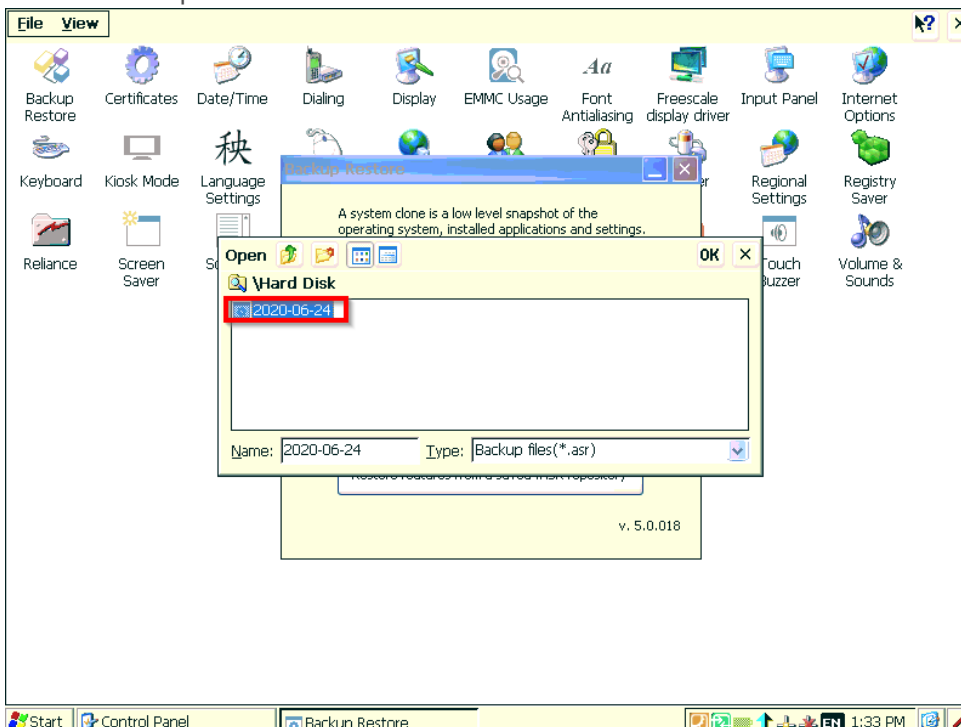 File View
Backup Restore
Certificates
Date/Time
Dialing
Display
EMMC Usage
Aa
Font Antialiasing
Freescale display driver
Input Panel
Internet Options
Keyboard
Kiosk Mode
秧
Language Settings
Regional Settings
Registry Saver
Reliance
Screen Saver
Touch Buzzer
Volume & Sounds
Backup Restore
A system clone is a low level snapshot of the
operating system, installed applications and settings.
Open
OK
\Hard Disk
2020-06-24
Name: 2020-06-24 Type: Backup files(*.asr)
v. 5.0.018
Start Control Panel Backup Restore EN 1:33 PM